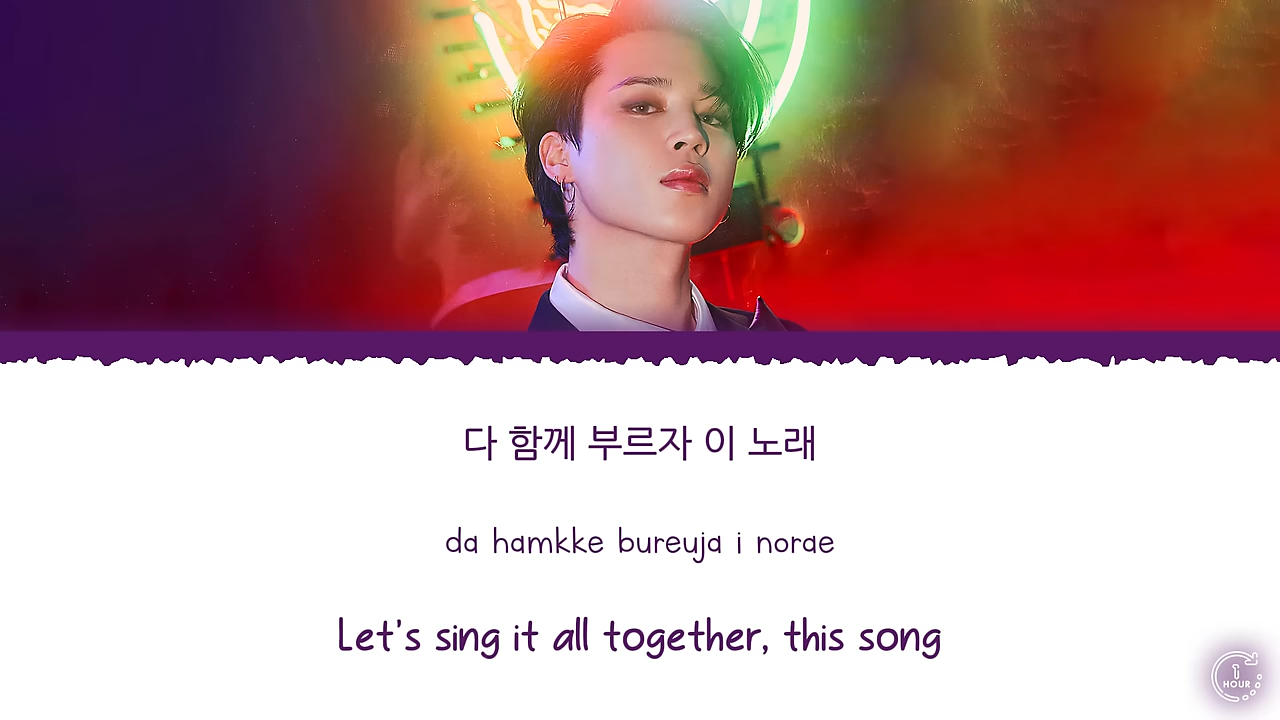 다 함께 부르자 이 노래
da hamkke bureuja i norae
Let's sing it all together, this song
1
HOUR